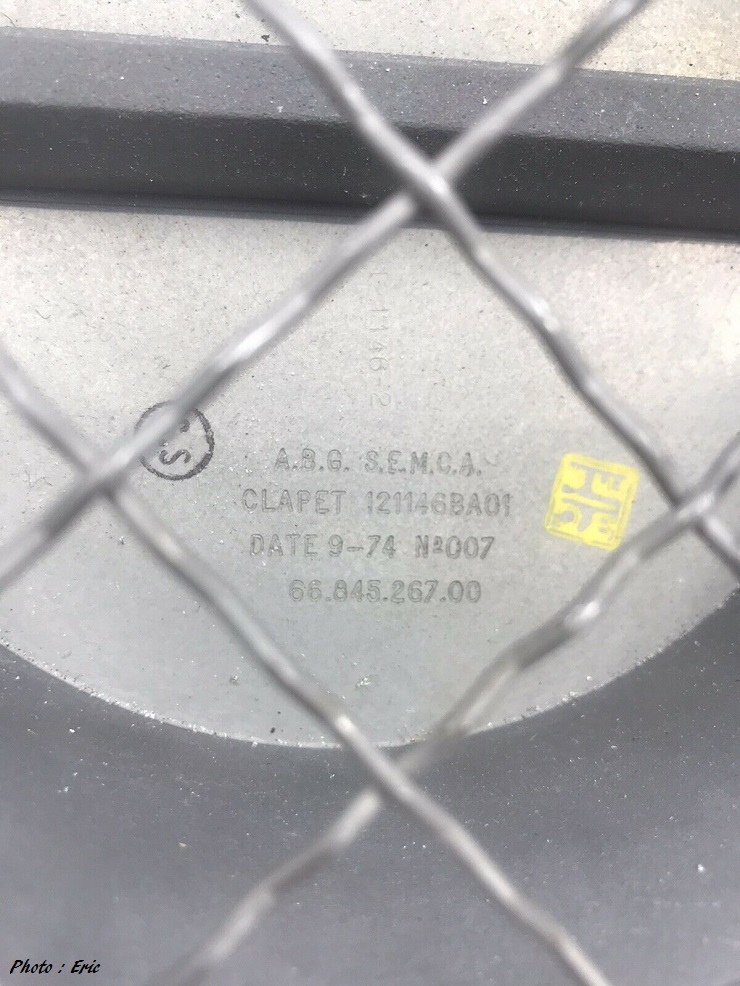 A.B.G. S.E.M.C.A.
CLAPET 121146BA01
DATE 9-74 Nº007
66.845.267.00
Photo : Eric